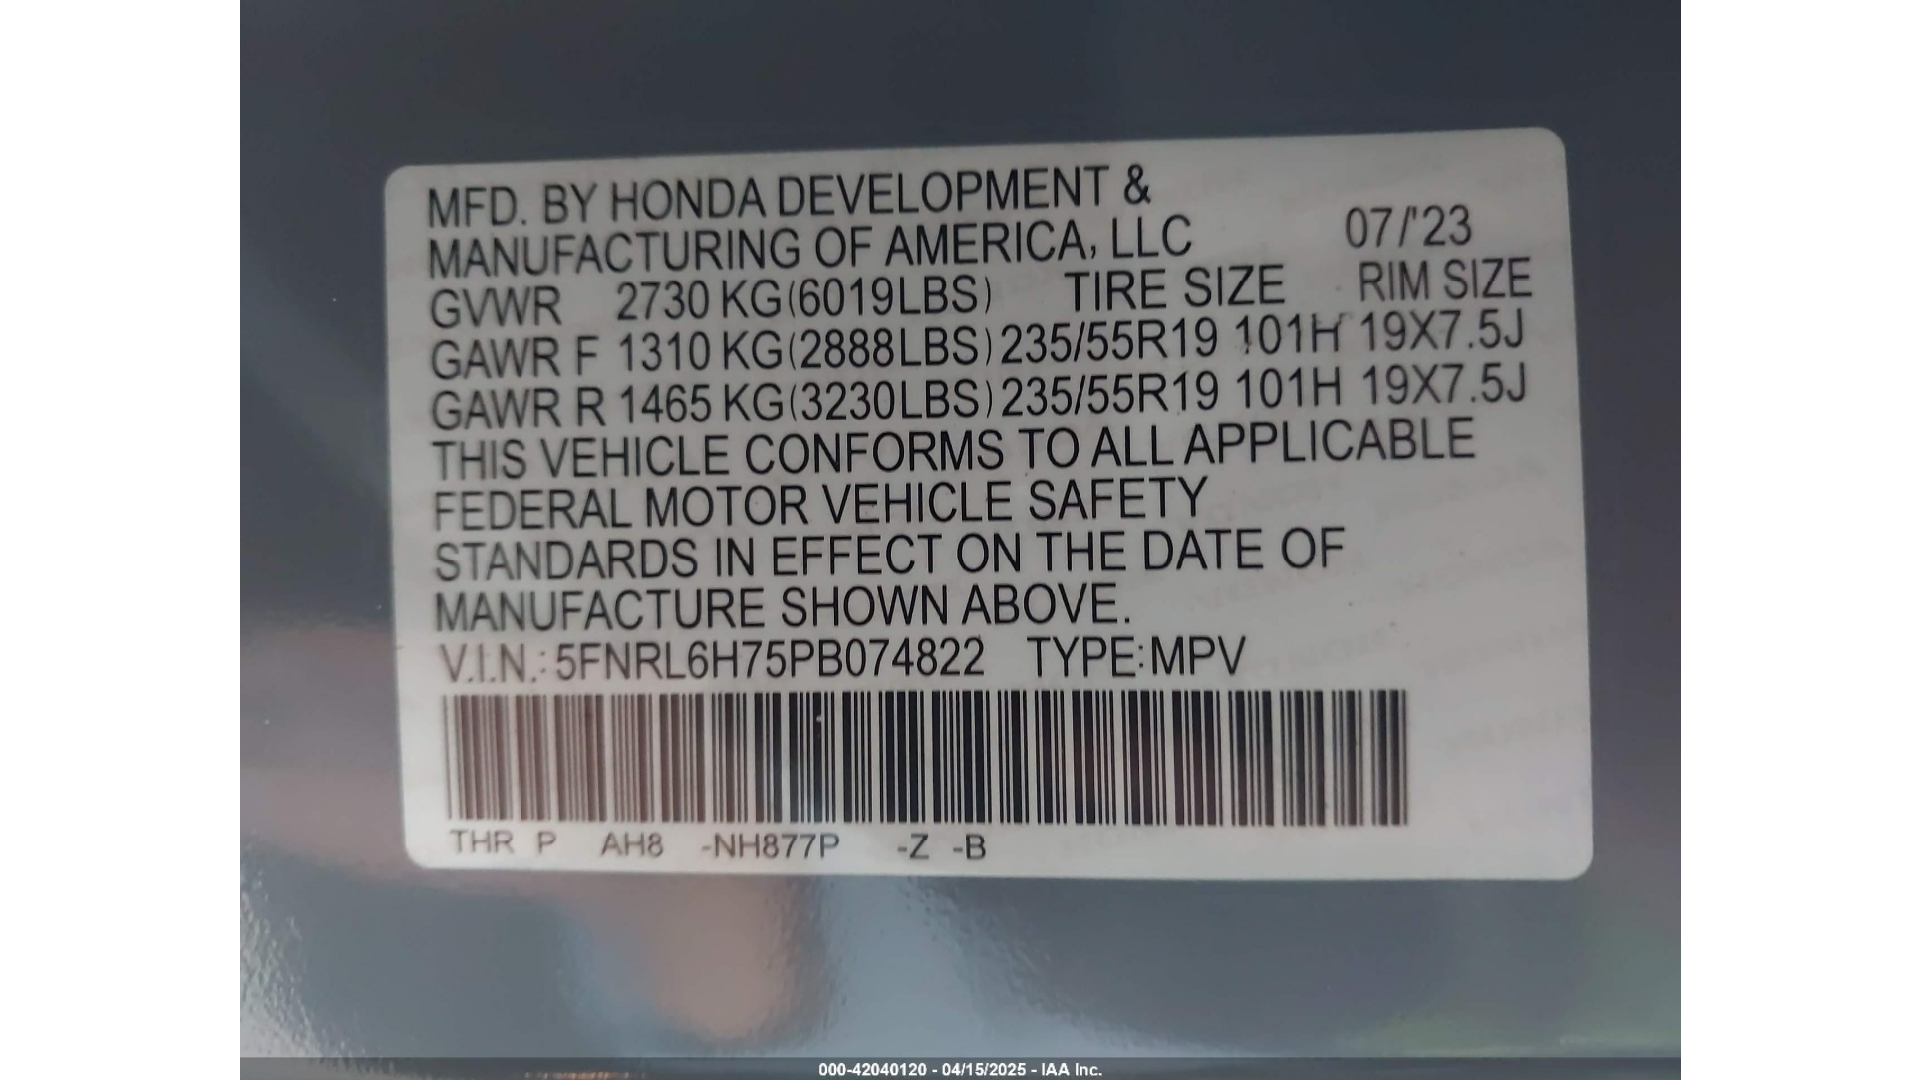 MFD. BY HONDA DEVELOPMENT &
MANUFACTURING OF AMERICA, LLC 07/'23
GVWR 2730 KG(6019LBS) TIRE SIZE RIM SIZE
GAWR F 1310 KG(2888LBS) 235/55R19 101H 19X7.5J
GAWR R 1465 KG(3230LBS) 235/55R19 101H 19X7.5J
THIS VEHICLE CONFORMS TO ALL APPLICABLE
FEDERAL MOTOR VEHICLE SAFETY
STANDARDS IN EFFECT ON THE DATE OF
MANUFACTURE SHOWN ABOVE.
V.I.N.: 5FNRL6H75PB074822 TYPE:MPV
THR P AH8 -NH877P -Z -B
000-42040120 - 04/15/2025 - IAA Inc.